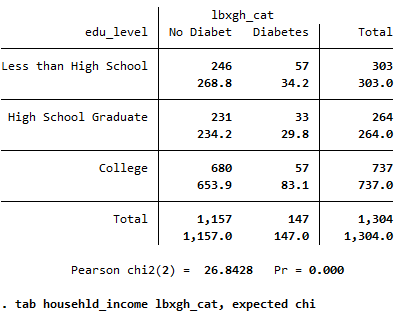 lbxgh_cat
edu_level No Diabet Diabetes Total
Less than High School 246 57 303
268.8 34.2 303.0
High School Graduate 231 33 264
234.2 29.8 264.0
College 680 57 737
653.9 83.1 737.0
Total 1,157 147 1,304
1,157.0 147.0 1,304.0
Pearson chi2(2) = 26.8428 Pr = 0.000
. tab househld_income lbxgh_cat, expected chi